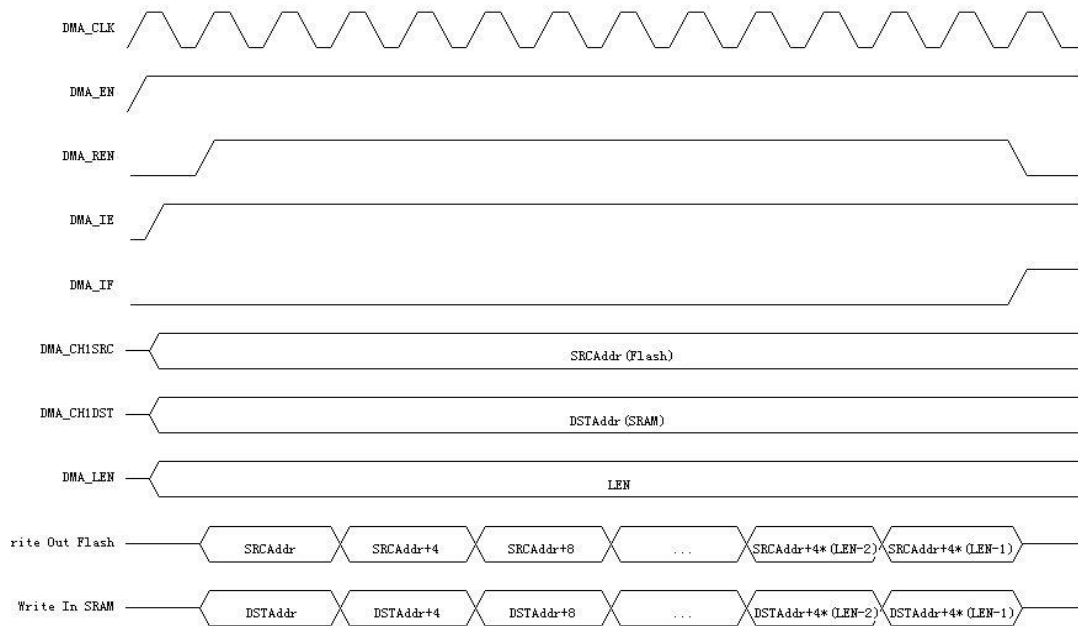 DMA_CLK
DMA_EN
DMA_REN
DMA_IE
DMA_IF
DMA_CH1SRC SRCAddr(Flash)
DMA_CH1DST DSTAddr(SRAM)
DMA_LEN LEN
rite Out Flash SRCAddr SRCAddr+4 SRCAddr+8 ... SRCAddr+4*(LEN-2) SRCAddr+4*(LEN-1)
Write In SRAM DSTAddr DSTAddr+4 DSTAddr+8 ... DSTAddr+4*(LEN-2) DSTAddr+4*(LEN-1)